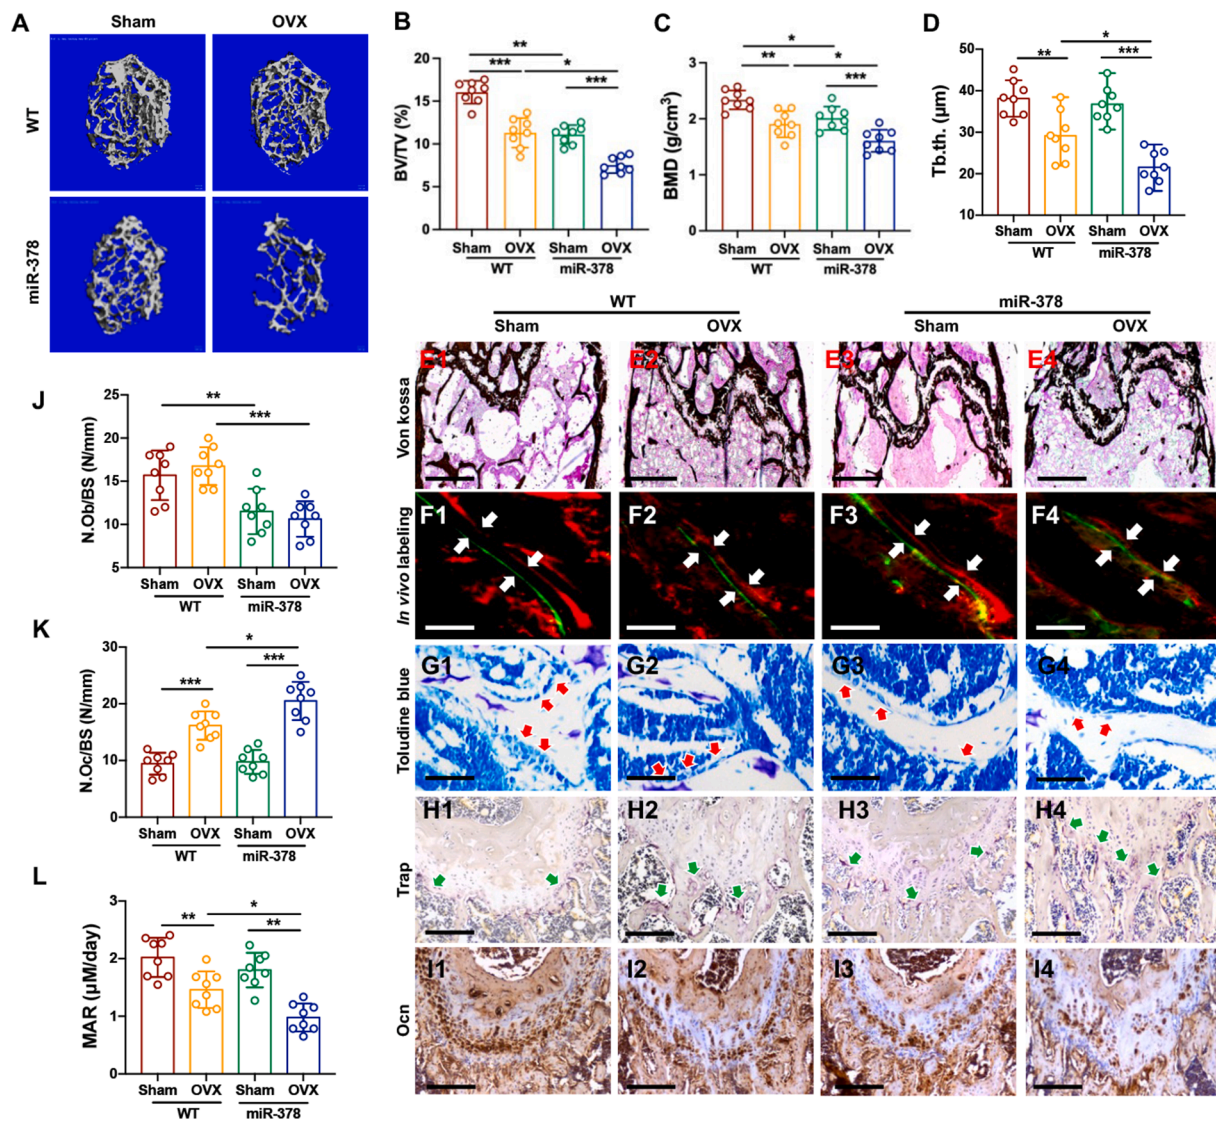 A
Sham
OVX
WT
miR-378
B
BV/TV (%)
20
15
10
5
0
**
***
*
***
Sham
OVX
Sham
OVX
WT
miR-378
C
BMD (g/cm³)
3
2
1
0
*
**
*
***
Sham
OVX
Sham
OVX
WT
miR-378
D
Tb.th. (μm)
50
40
30
20
10
*
**
***
Sham
OVX
Sham
OVX
WT
miR-378
WT
miR-378
Sham
OVX
Sham
OVX
Von kossa
E1
E2
E3
E4
In vivo labeling
F1
F2
F3
F4
Toludine blue
G1
G2
G3
G4
Trap
H1
H2
H3
H4
Ocn
I1
I2
I3
I4
J
N.Ob/BS (N/mm)
25
20
15
10
5
**
***
Sham
OVX
Sham
OVX
WT
miR-378
K
N.Oc/BS (N/mm)
30
20
10
0
*
***
***
Sham
OVX
Sham
OVX
WT
miR-378
L
MAR (μM/day)
3
2
1
0
*
**
**
Sham
OVX
Sham
OVX
WT
miR-378